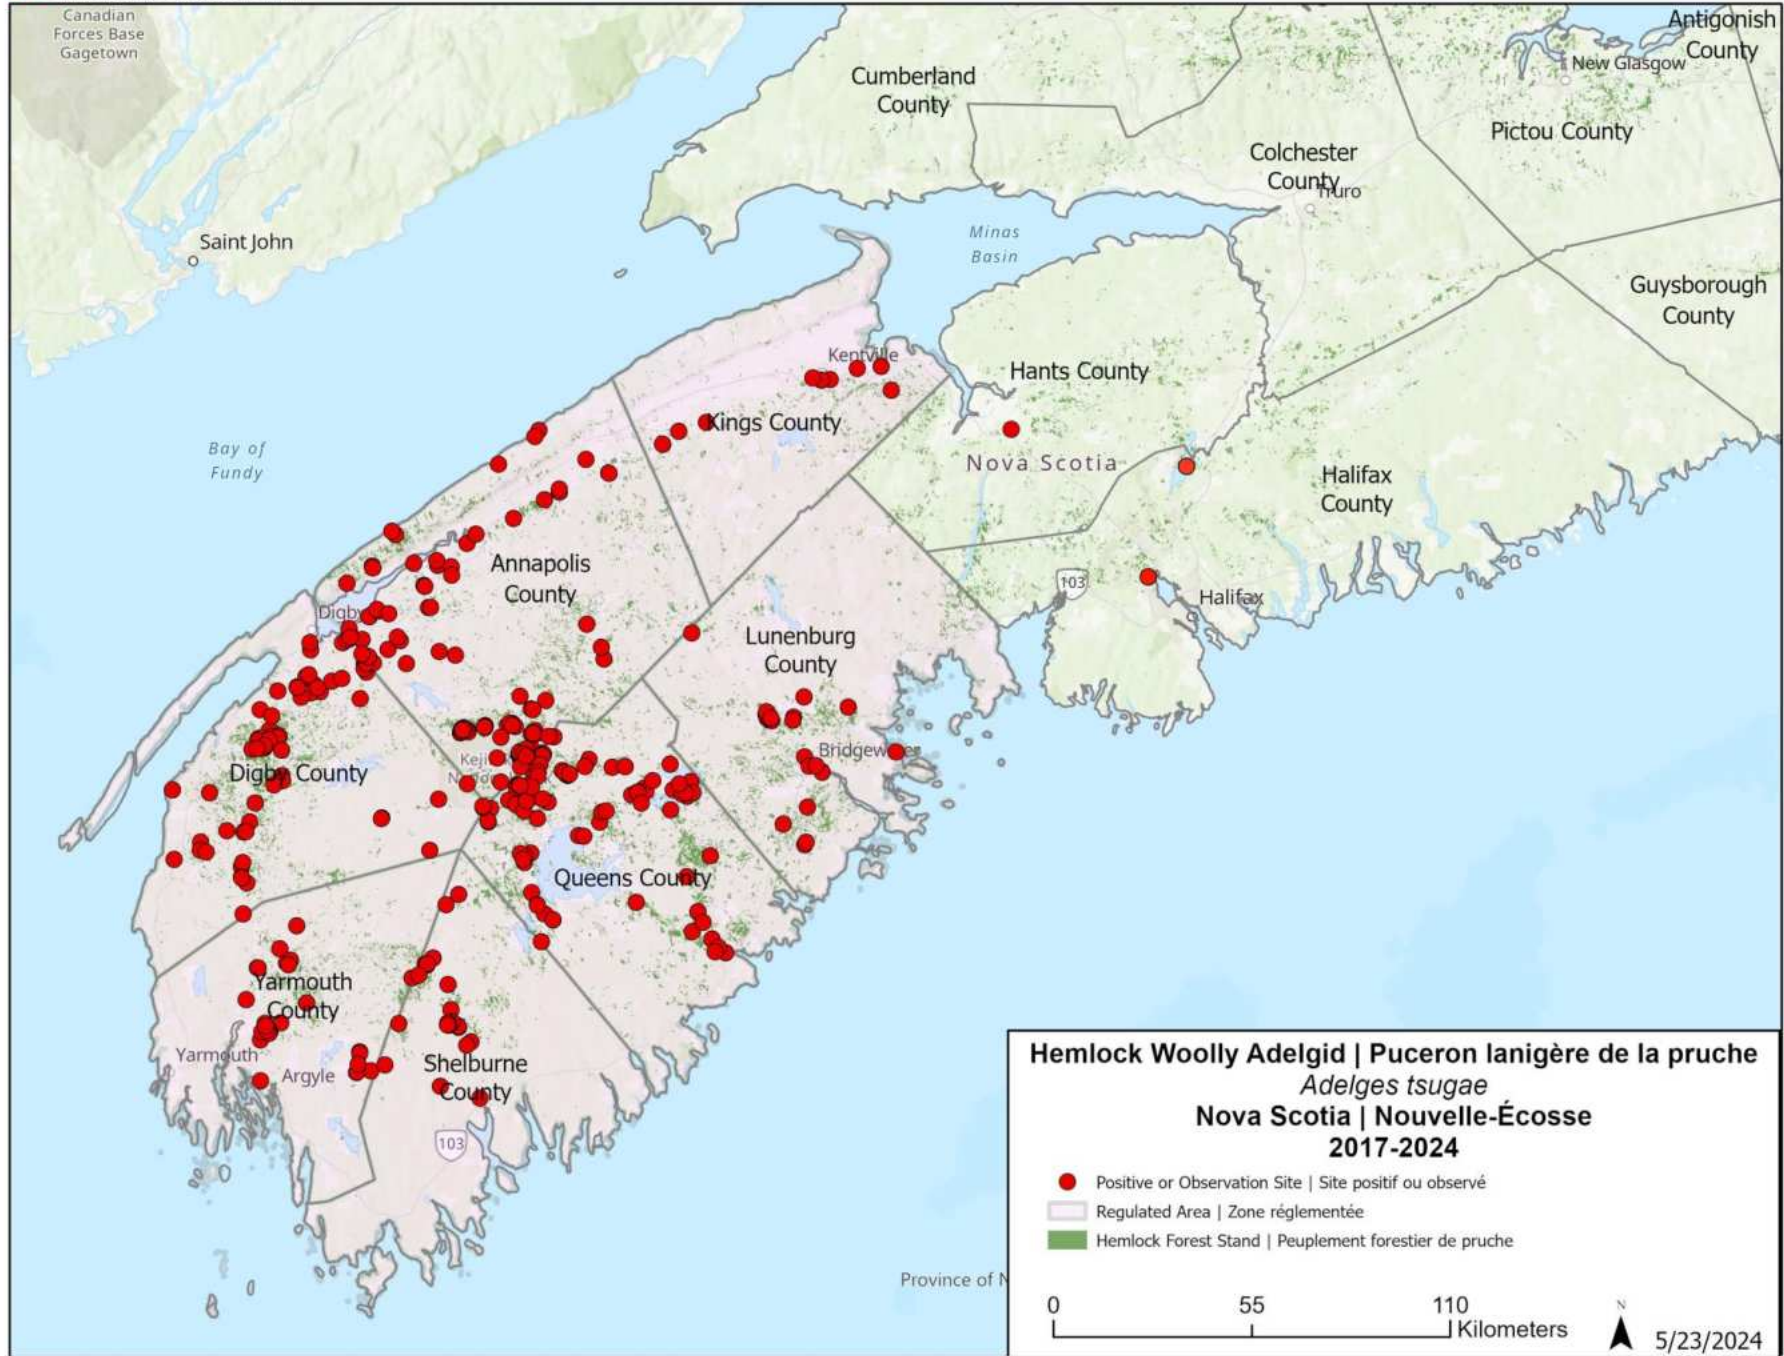 Canadian
Forces Base
Gagetown
Antigonish
County
New Glasgow
Cumberland
County
Pictou County
Colchester
County
Truro
Saint John
Minas
Basin
Guysborough
County
Kentville
Hants County
Kings County
Bay of
Fundy
Nova Scotia
Halifax
County
Annapolis
County
103
Halifax
Digby
Lunenburg
County
Bridgewater
Digby County
Queens County
Yarmouth
County
Yarmouth
Argyle
Shelburne
County
103
Province of N
Hemlock Woolly Adelgid | Puceron lanigère de la pruche
Adelges tsugae
Nova Scotia | Nouvelle-Écosse
2017-2024
Positive or Observation Site | Site positif ou observé
Regulated Area | Zone réglementée
Hemlock Forest Stand | Peuplement forestier de pruche
0 55 110
Kilometers
N
5/23/2024